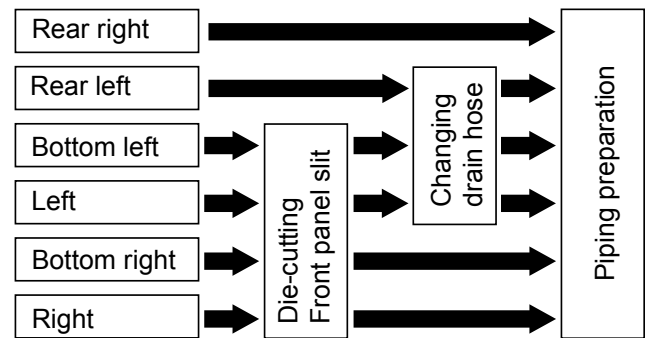 Rear right
Rear left
Bottom left
Left
Bottom right
Right
Die-cutting
Front panel slit
Changing
drain hose
Piping preparation